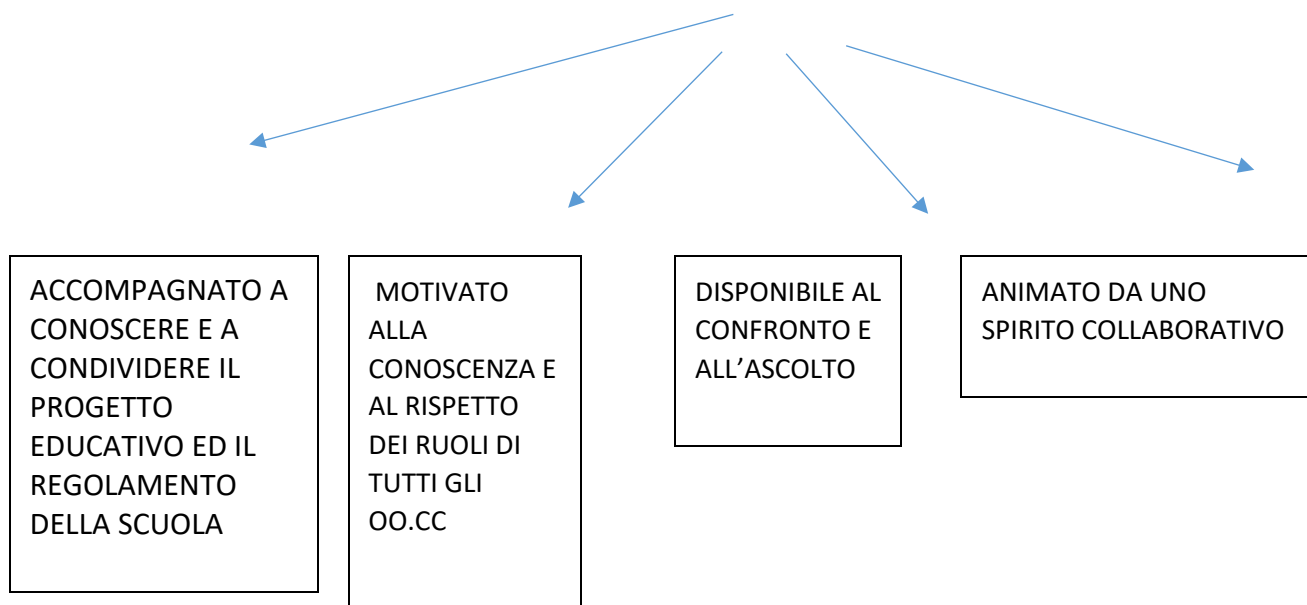 ACCOMPAGNATO A
CONOSCERE E A
CONDIVIDERE IL
PROGETTO
EDUCATIVO ED IL
REGOLAMENTO
DELLA SCUOLA
MOTIVATO
ALLA
CONOSCENZA E
AL RISPETTO
DEI RUOLI DI
TUTTI GLI
OO.CC
DISPONIBILE AL
CONFRONTO E
ALL’ASCOLTO
ANIMATO DA UNO
SPIRITO COLLABORATIVO